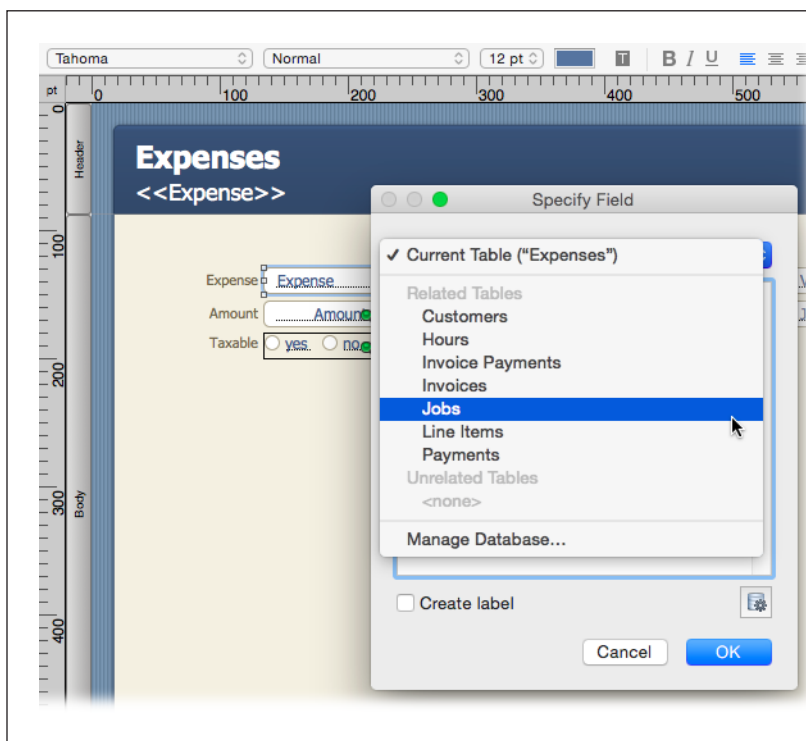 Tahoma Normal 12 pt T B I U
pt 0 100 200 300 400 500
0
Header
Expenses
<<Expense>>
Specify Field
✓ Current Table (“Expenses”)
100
Expense Expense
Related Tables
Customers
Amount Amount
Hours
Taxable yes no
Invoice Payments
200
Invoices
Jobs
Line Items
Payments
Unrelated Tables
<none>
300
Body
Manage Database...
Create label
400
Cancel OK